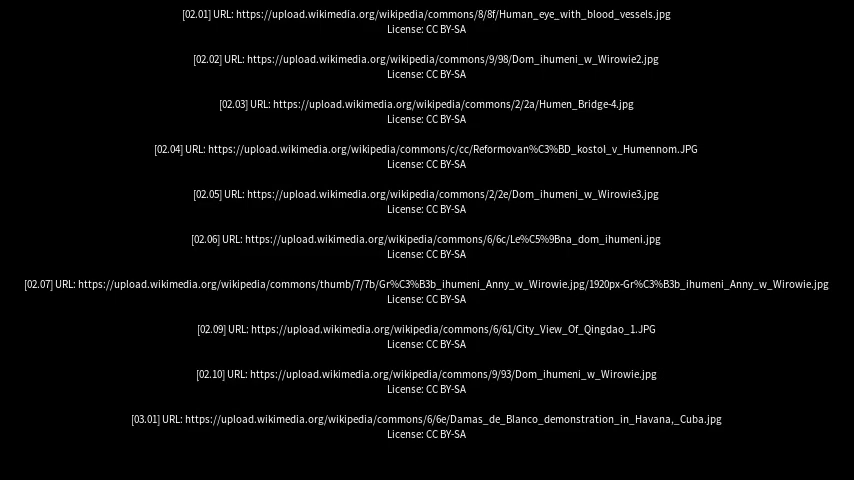 [02.01] URL: https://upload.wikimedia.org/wikipedia/commons/8/8f/Human_eye_with_blood_vessels.jpg
License: CC BY-SA
[02.02] URL: https://upload.wikimedia.org/wikipedia/commons/9/98/Dom_ihumeni_w_Wirowie2.jpg
License: CC BY-SA
[02.03] URL: https://upload.wikimedia.org/wikipedia/commons/2/2a/Humen_Bridge-4.jpg
License: CC BY-SA
[02.04] URL: https://upload.wikimedia.org/wikipedia/commons/c/cc/Reformovan%C3%BD_kostol_v_Humennom.JPG
License: CC BY-SA
[02.05] URL: https://upload.wikimedia.org/wikipedia/commons/2/2e/Dom_ihumeni_w_Wirowie3.jpg
License: CC BY-SA
[02.06] URL: https://upload.wikimedia.org/wikipedia/commons/6/6c/Le%C5%9Bna_dom_ihumeni.jpg
License: CC BY-SA
[02.07] URL: https://upload.wikimedia.org/wikipedia/commons/thumb/7/7b/Gr%C3%B3b_ihumeni_Anny_w_Wirowie.jpg/1920px-Gr%C3%B3b_ihumeni_Anny_w_Wirowie.jpg
License: CC BY-SA
[02.09] URL: https://upload.wikimedia.org/wikipedia/commons/6/61/City_View_Of_Qingdao_1.JPG
License: CC BY-SA
[02.10] URL: https://upload.wikimedia.org/wikipedia/commons/9/93/Dom_ihumeni_w_Wirowie.jpg
License: CC BY-SA
[03.01] URL: https://upload.wikimedia.org/wikipedia/commons/6/6e/Damas_de_Blanco_demonstration_in_Havana,_Cuba.jpg
License: CC BY-SA